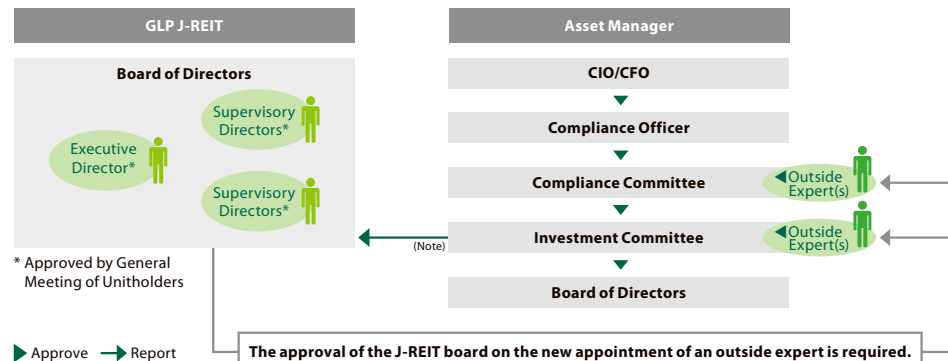 GLP J-REIT
Board of Directors
Supervisory
Directors*
Executive
Director*
Supervisory
Directors*
* Approved by General
Meeting of Unitholders
Approve
Report
(Note)
Asset Manager
CIO/CFO
Compliance Officer
Compliance Committee
Outside
Expert(s)
Investment Committee
Outside
Expert(s)
Board of Directors
The approval of the J-REIT board on the new appointment of an outside expert is required.